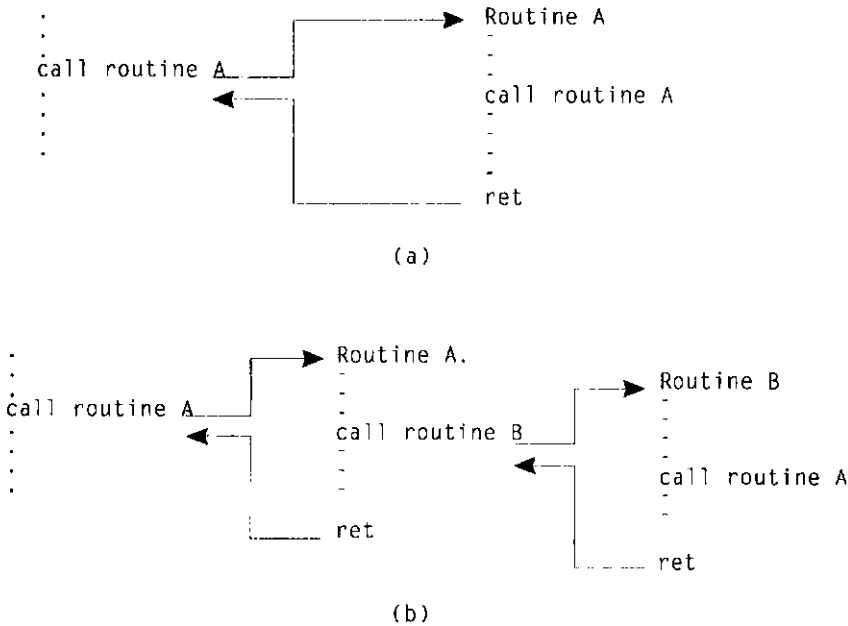 Routine A
call routine A
call routine A
ret
(a)
Routine A.
Routine B
call routine A
call routine B
call routine A
ret
ret
(b)